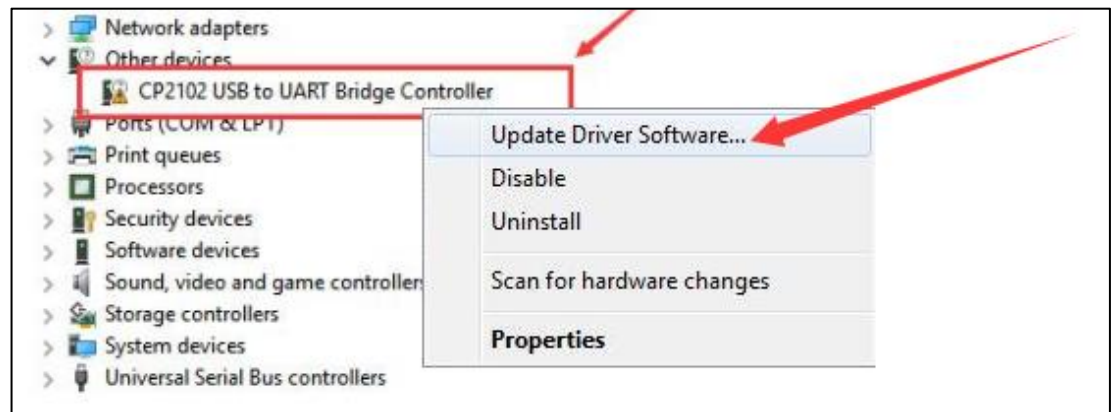 Network adapters
Other devices
CP2102 USB to UART Bridge Controller
Ports (COM & LPT)
Print queues
Processors
Security devices
Software devices
Sound, video and game controllers
Storage controllers
System devices
Universal Serial Bus controllers
Update Driver Software...
Disable
Uninstall
Scan for hardware changes
Properties